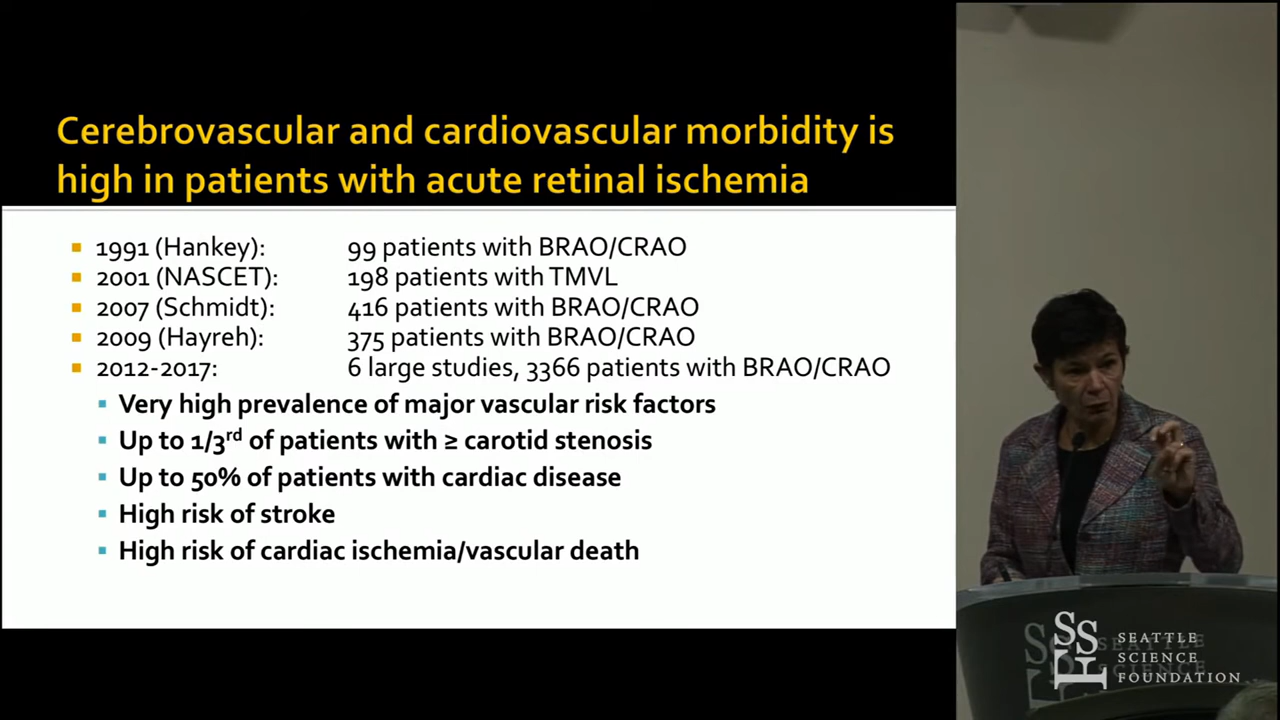 Cerebrovascular and cardiovascular morbidity is
high in patients with acute retinal ischemia
1991 (Hankey): 99 patients with BRAO/CRAO
2001 (NASCET): 198 patients with TMVL
2007 (Schmidt): 416 patients with BRAO/CRAO
2009 (Hayreh): 375 patients with BRAO/CRAO
2012-2017: 6 large studies, 3366 patients with BRAO/CRAO
Very high prevalence of major vascular risk factors
Up to 1/3rd of patients with ≥ carotid stenosis
Up to 50% of patients with cardiac disease
High risk of stroke
High risk of cardiac ischemia/vascular death
SSF
SEATTLE
SCIENCE
FOUNDATION